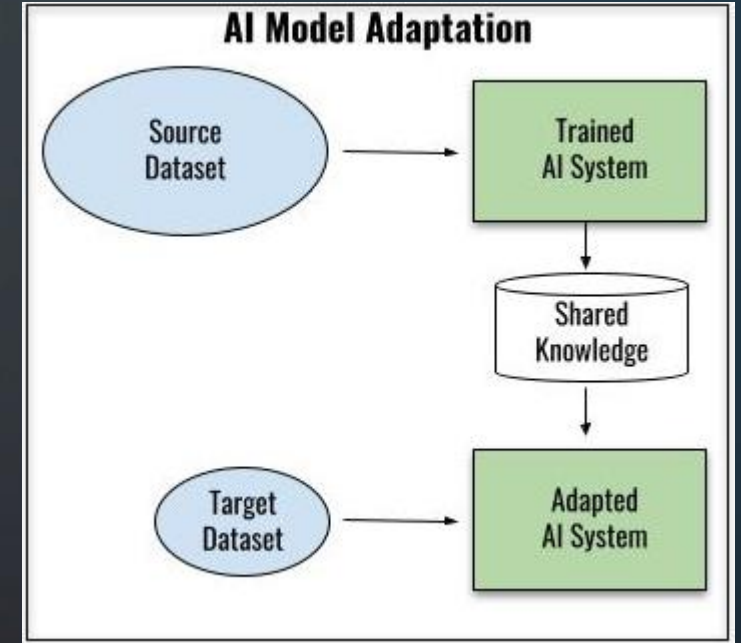 AI Model Adaptation
Source
Dataset
Trained
AI System
Shared
Knowledge
Target
Dataset
Adapted
AI System